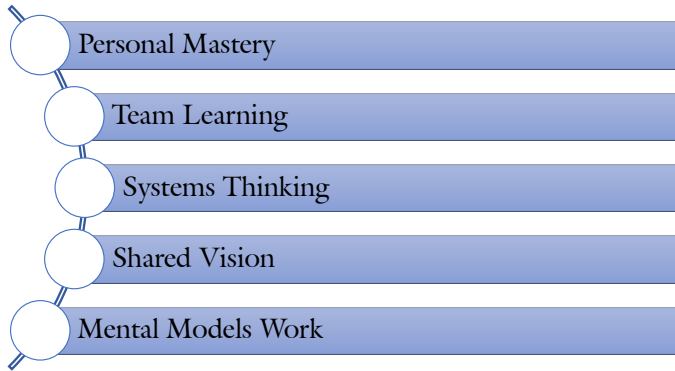 Personal Mastery
Team Learning
Systems Thinking
Shared Vision
Mental Models Work